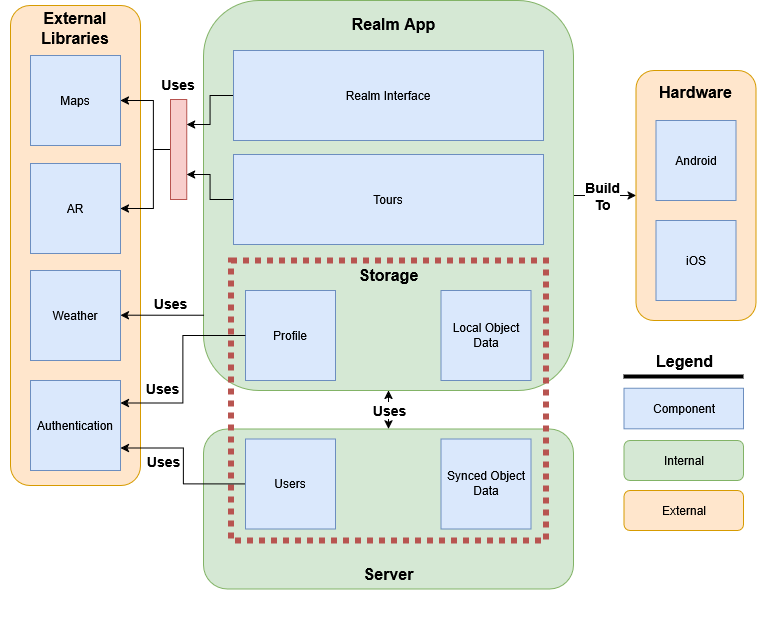 External
Libraries
Maps
AR
Weather
Authentication
Uses
Uses
Uses
Uses
Realm App
Realm Interface
Tours
Storage
Profile
Local Object
Data
Uses
Users
Synced Object
Data
Server
Build
To
Hardware
Android
iOS
Legend
Component
Internal
External